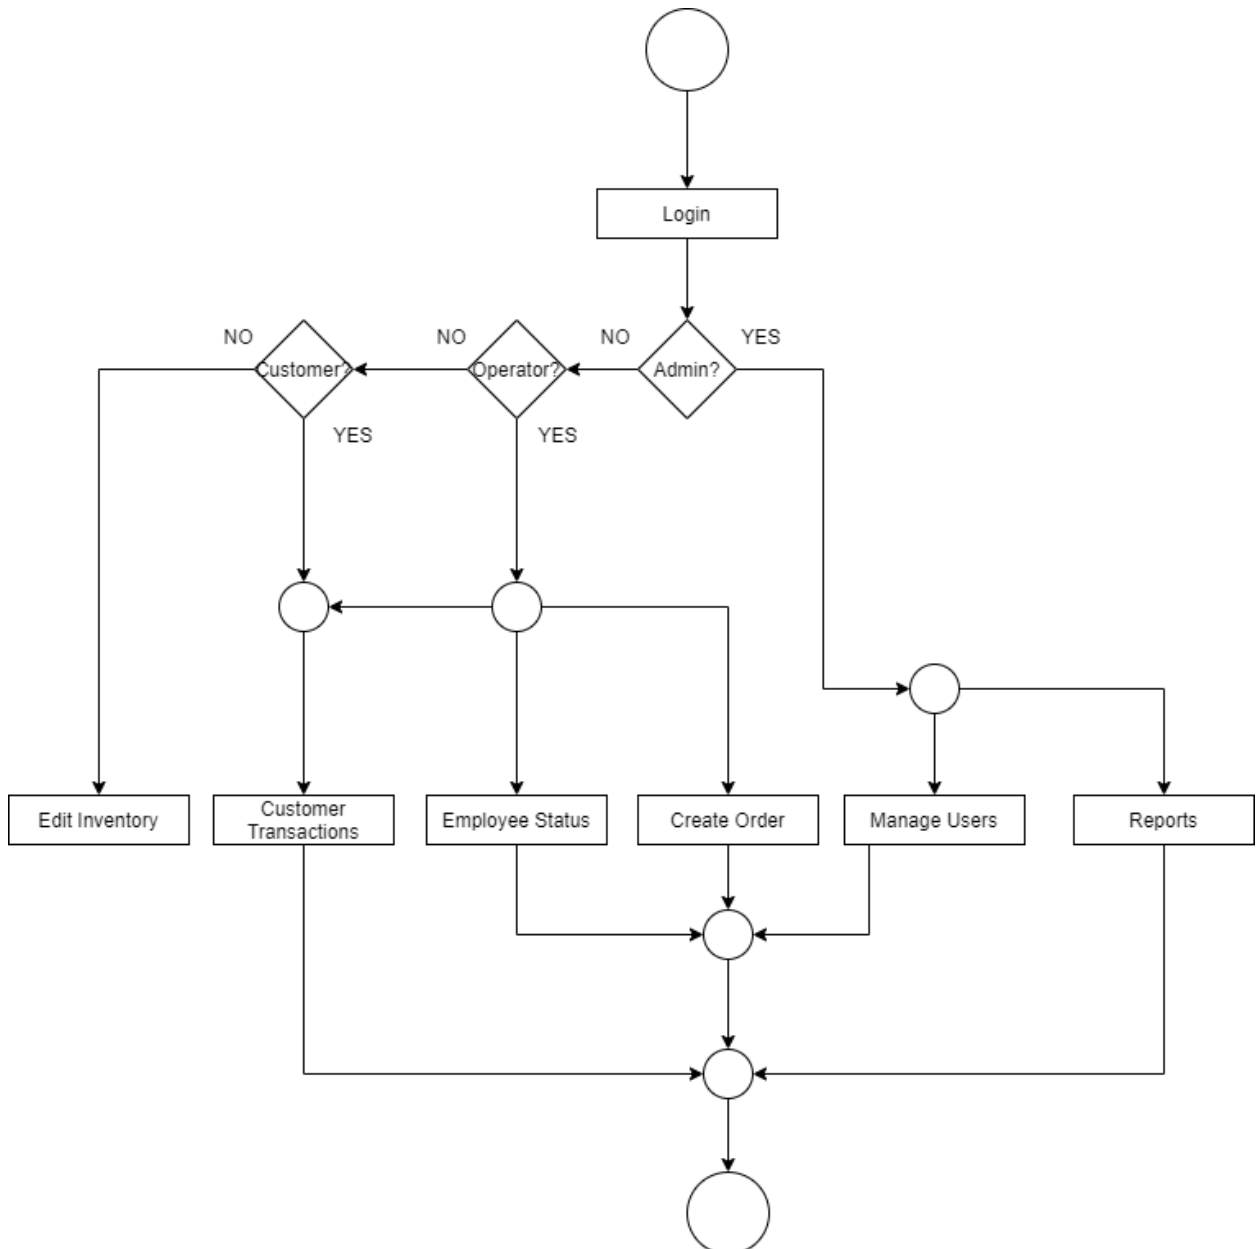 Login
NO
NO
NO
YES
Customer?
Operator?
Admin?
YES
YES
Edit Inventory
Customer
Transactions
Employee Status
Create Order
Manage Users
Reports